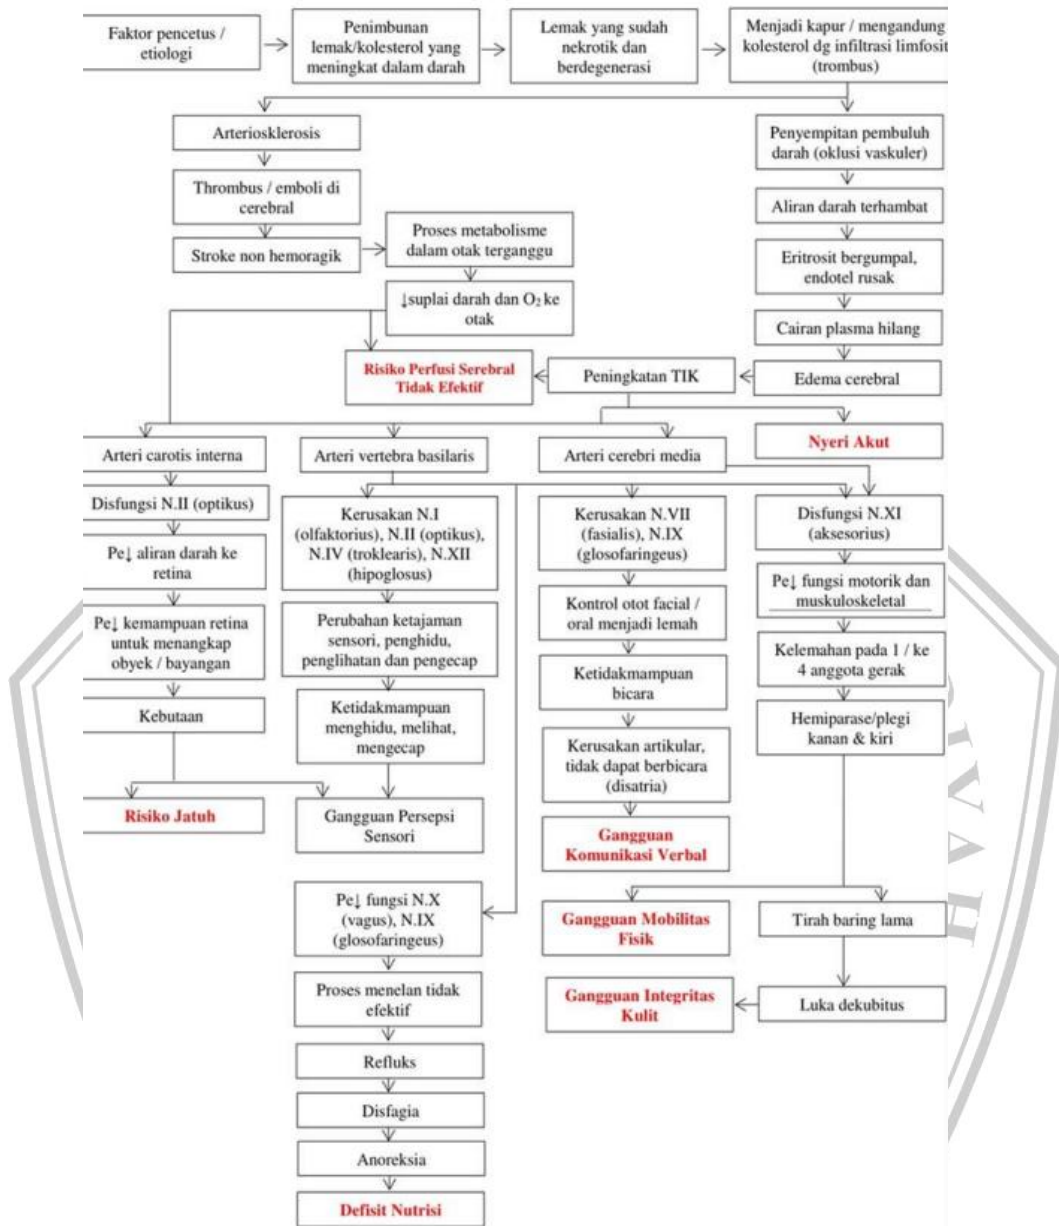 Faktor pencetus /
etiologi
Penimbunan
lemak/kolesterol yang
meningkat dalam darah
Lemak yang sudah
nekrotik dan
berdegenerasi
Menjadi kapur / mengandung
kolesterol dg infiltrasi limfosit
(trombus)
Arteriosklerosis
Penyempitan pembuluh
darah (oklusi vaskuler)
Thrombus / emboli di
cerebral
Aliran darah terhambat
Stroke non hemoragik
Proses metabolisme
dalam otak terganggu
Eritrosit bergumpal,
endotel rusak
↓suplai darah dan O₂ ke
otak
Cairan plasma hilang
Risiko Perfusi Serebral
Tidak Efektif
Peningkatan TIK
Edema cerebral
Nyeri Akut
Arteri carotis interna
Arteri vertebra basilaris
Arteri cerebri media
Disfungsi N.II (optikus)
Kerusakan N.I
(olfaktorius), N.II (optikus),
N.IV (troklearis), N.XII
(hipoglosus)
Kerusakan N.VII
(fasialis), N.IX
(glosofaringeus)
Disfungsi N.XI
(aksesorius)
Pe↓ aliran darah ke
retina
Perubahan ketajaman
sensori, penghidu,
penglihatan dan pengecap
Kontrol otot facial /
oral menjadi lemah
Pe↓ fungsi motorik dan
muskuloskeletal
Pe↓ kemampuan retina
untuk menangkap
obyek / bayangan
Ketidakmampuan
menghidu, melihat,
mengecap
Ketidakmampuan
bicara
Kelemahan pada 1 / ke
4 anggota gerak
Kebutaan
Kerusakan artikular,
tidak dapat berbicara
(disatria)
Hemiparase/plegi
kanan & kiri
Risiko Jatuh
Gangguan Persepsi
Sensori
Gangguan
Komunikasi Verbal
Pe↓ fungsi N.X
(vagus), N.IX
(glosofaringeus)
Gangguan Mobilitas
Fisik
Tirah baring lama
Proses menelan tidak
efektif
Gangguan Integritas
Kulit
Luka dekubitus
Refluks
Disfagia
Anoreksia
Defisit Nutrisi